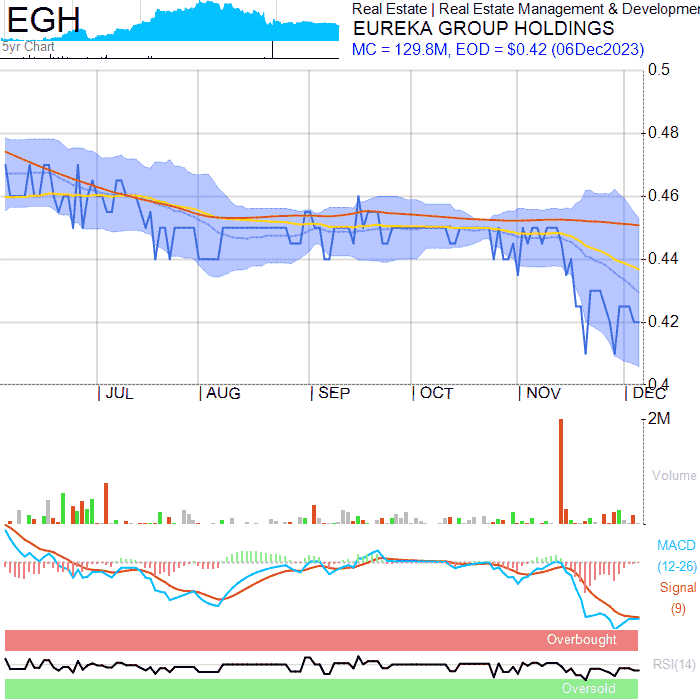 EGH
5yr Chart
Real Estate | Real Estate Management & Developmen
EUREKA GROUP HOLDINGS
MC = 129.8M, EOD = $0.42 (06Dec2023)
0.5
0.48
0.46
0.44
0.42
0.4
JUL AUG SEP OCT NOV DEC
2M
Volume
MACD
(12-26)
Signal
(9)
Overbought
RSI(14)
Oversold